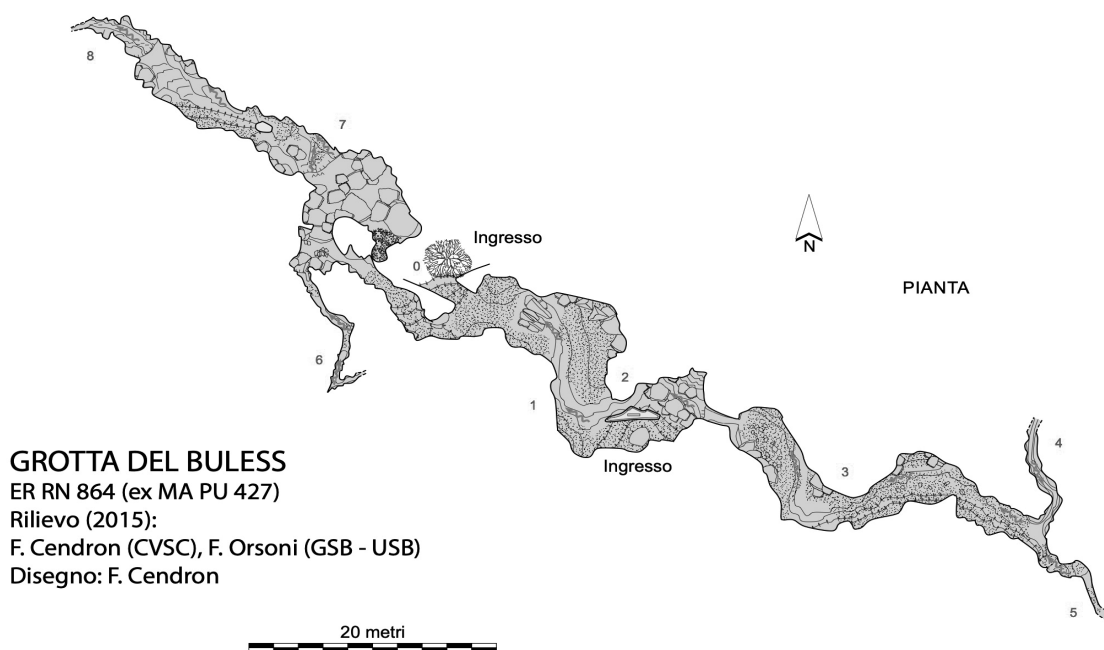 8
7
Ingresso
0
N
PIANTA
6
2
1
Ingresso
3
4
5
GROTTA DEL BULESS
ER RN 864 (ex MA PU 427)
Rilievo (2015):
F. Cendron (CVSC), F. Orsoni (GSB - USB)
Disegno: F. Cendron
20 metri